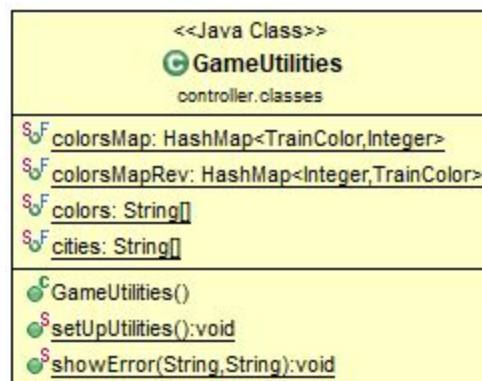 <<Java Class>>
GameUtilities
controller.classes
colorsMap: HashMap<TrainColor,Integer>
colorsMapRev: HashMap<Integer,TrainColor>
colors: String[]
cities: String[]
GameUtilities()
setUpUtilities():void
showError(String,String):void